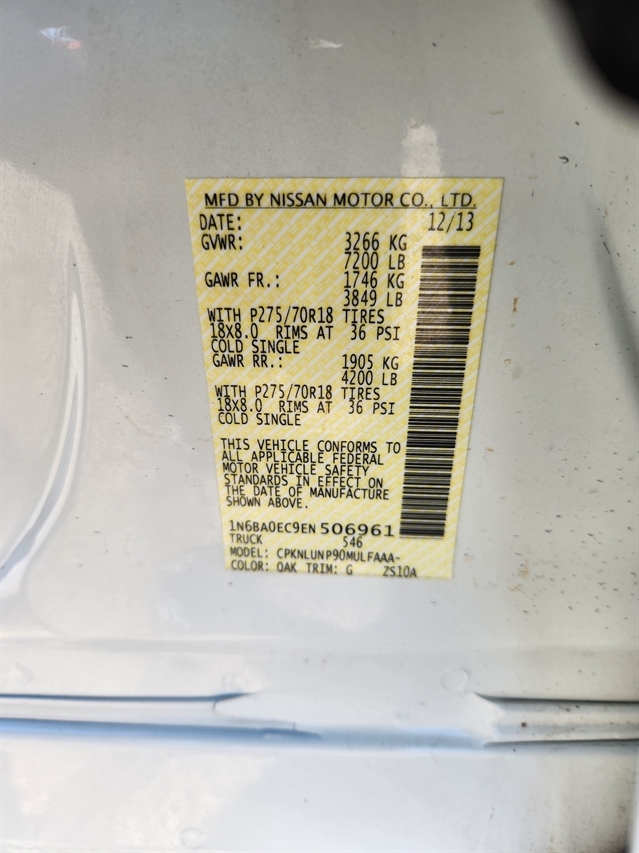 MFD BY NISSAN MOTOR CO., LTD.
DATE: 12/13
GVWR: 3266 KG
7200 LB
GAWR FR.: 1746 KG
3849 LB
WITH P275/70R18 TIRES
18X8.0 RIMS AT 36 PSI
COLD SINGLE
GAWR RR.: 1905 KG
4200 LB
WITH P275/70R18 TIRES
18X8.0 RIMS AT 36 PSI
COLD SINGLE
THIS VEHICLE CONFORMS TO
ALL APPLICABLE FEDERAL
MOTOR VEHICLE SAFETY
STANDARDS IN EFFECT ON
THE DATE OF MANUFACTURE
SHOWN ABOVE.
1N6BA0EC9EN506961
TRUCK 546
MODEL: CPKNLUNP90MULFAAA-
COLOR: QAK TRIM: G ZS10A